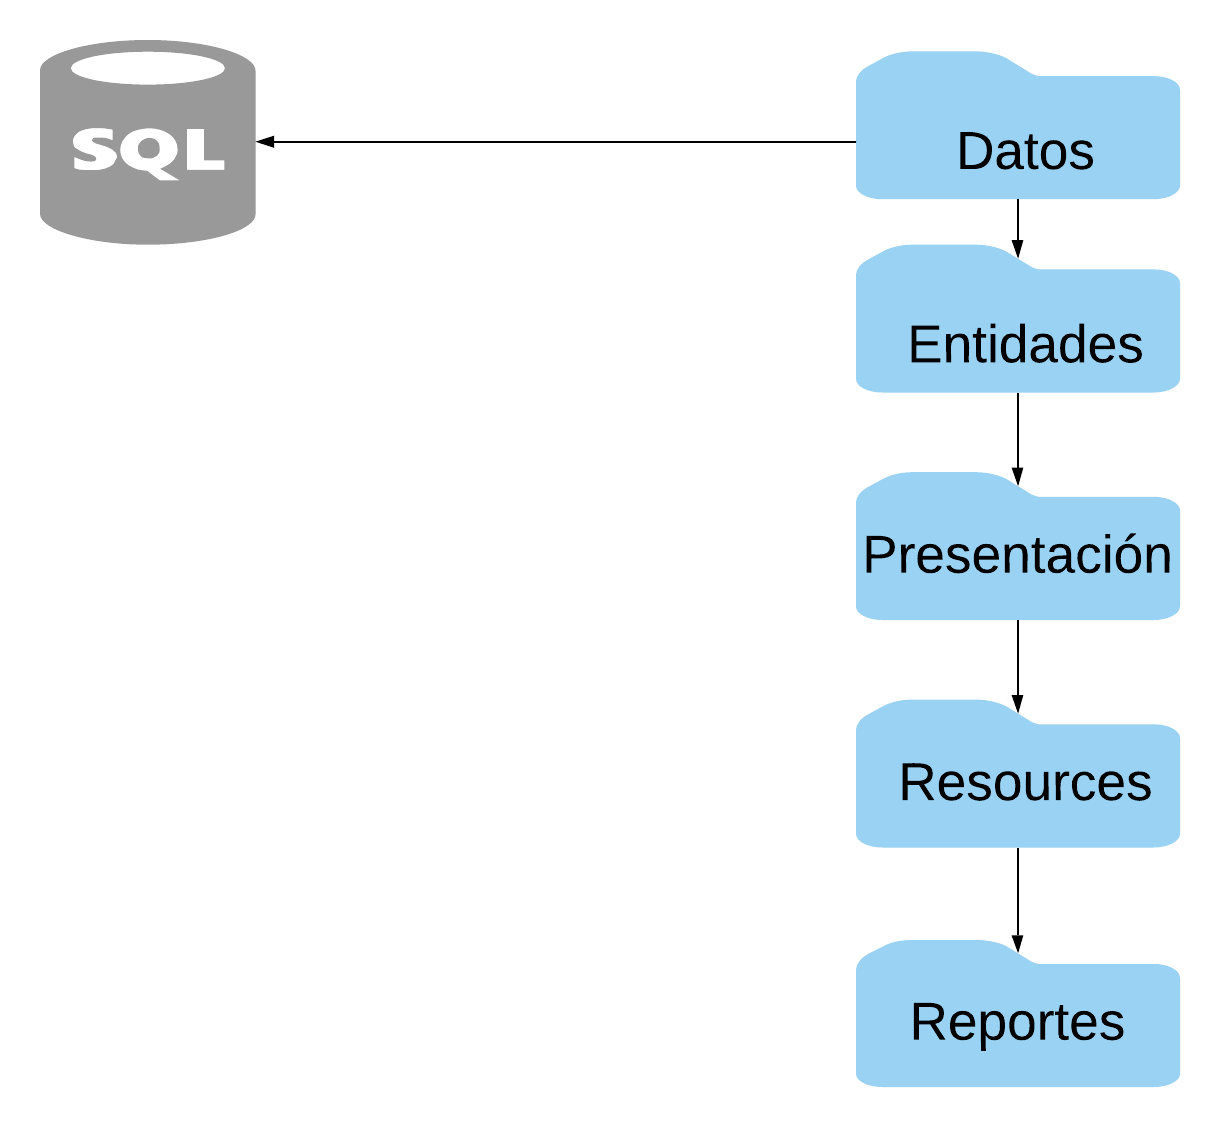 SQL
Datos
Entidades
Presentación
Resources
Reportes